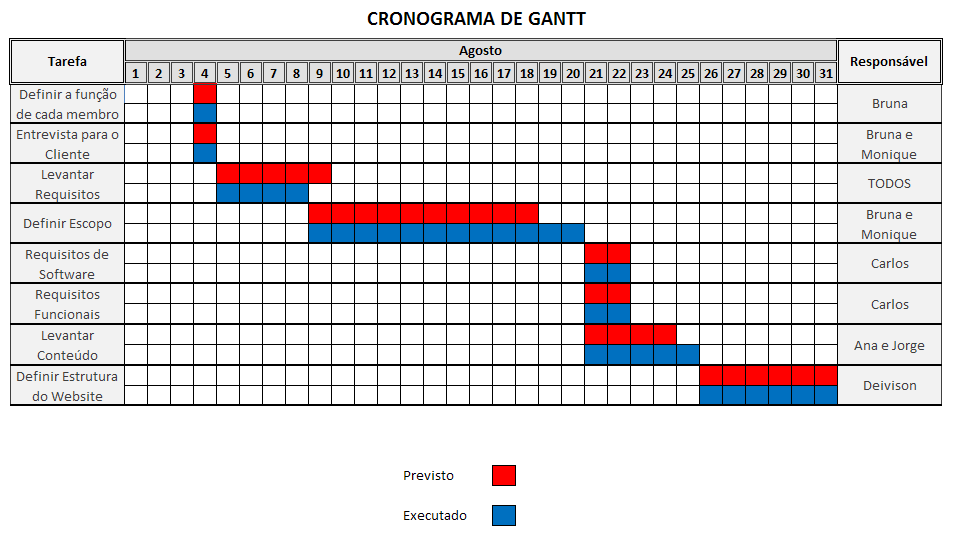 CRONOGRAMA DE GANTT
Tarefa
Agosto
Responsável
1 2 3 4 5 6 7 8 9 10 11 12 13 14 15 16 17 18 19 20 21 22 23 24 25 26 27 28 29 30 31
Definir a função
de cada membro
Bruna
Entrevista para o
Cliente
Bruna e
Monique
Levantar
Requisitos
TODOS
Definir Escopo
Bruna e
Monique
Requisitos de
Software
Carlos
Requisitos
Funcionais
Carlos
Levantar
Conteúdo
Ana e Jorge
Definir Estrutura
do Website
Deivison
Previsto
Executado